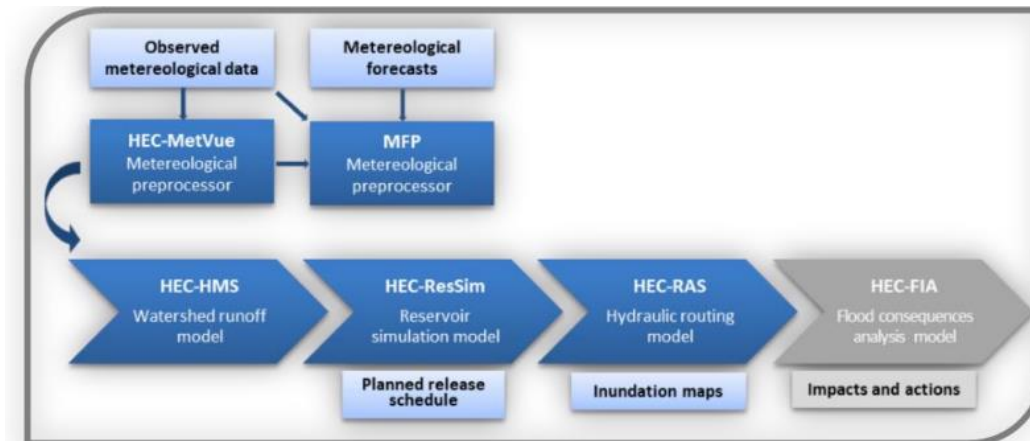 Observed
metereological data
Metereological
forecasts
HEC-MetVue
Metereological
preprocessor
MFP
Metereological
preprocessor
HEC-HMS
Watershed runoff
model
HEC-ResSim
Reservoir
simulation model
HEC-RAS
Hydraulic routing
model
HEC-FIA
Flood consequences
analysis model
Planned release
schedule
Inundation maps
Impacts and actions